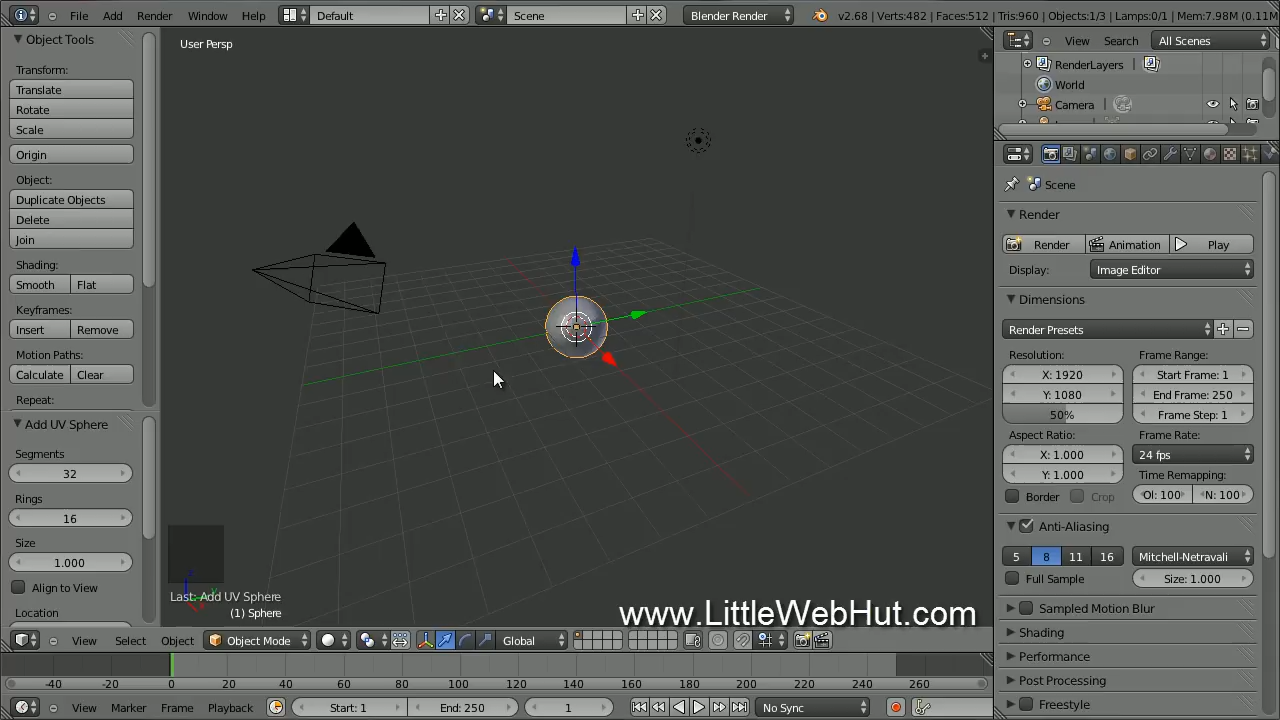 File Add Render Window Help Default Scene Blender Render v2.68 | Verts:482 | Faces:512 | Tris:960 | Objects:1/3 | Lamps:0/1 | Mem:7.98M (0.11M
Object Tools
User Persp
View Search All Scenes
RenderLayers
World
Camera
Transform:
Translate
Rotate
Scale
Origin
Object:
Duplicate Objects
Delete
Join
Shading:
Smooth Flat
Keyframes:
Insert Remove
Motion Paths:
Calculate Clear
Repeat:
Add UV Sphere
Segments
32
Rings
16
Size
1.000
Align to View
Location
Scene
Render
Render Animation Play
Display: Image Editor
Dimensions
Render Presets
Resolution: Frame Range:
X: 1920 Start Frame: 1
Y: 1080 End Frame: 250
50% Frame Step: 1
Aspect Ratio: Frame Rate:
X: 1.000 24 fps
Y: 1.000 Time Remapping:
Border Crop Ol: 100 N: 100
Anti-Aliasing
5 8 11 16 Mitchell-Netravali
Full Sample Size: 1.000
Sampled Motion Blur
Shading
Performance
Post Processing
Freestyle
Last: Add UV Sphere
(1) Sphere
www.LittleWebHut.com
View Select Object Object Mode Global
-40 -20 0 20 40 60 80 100 120 140 160 180 200 220 240 260
View Marker Frame Playback Start: 1 End: 250 1 No Sync